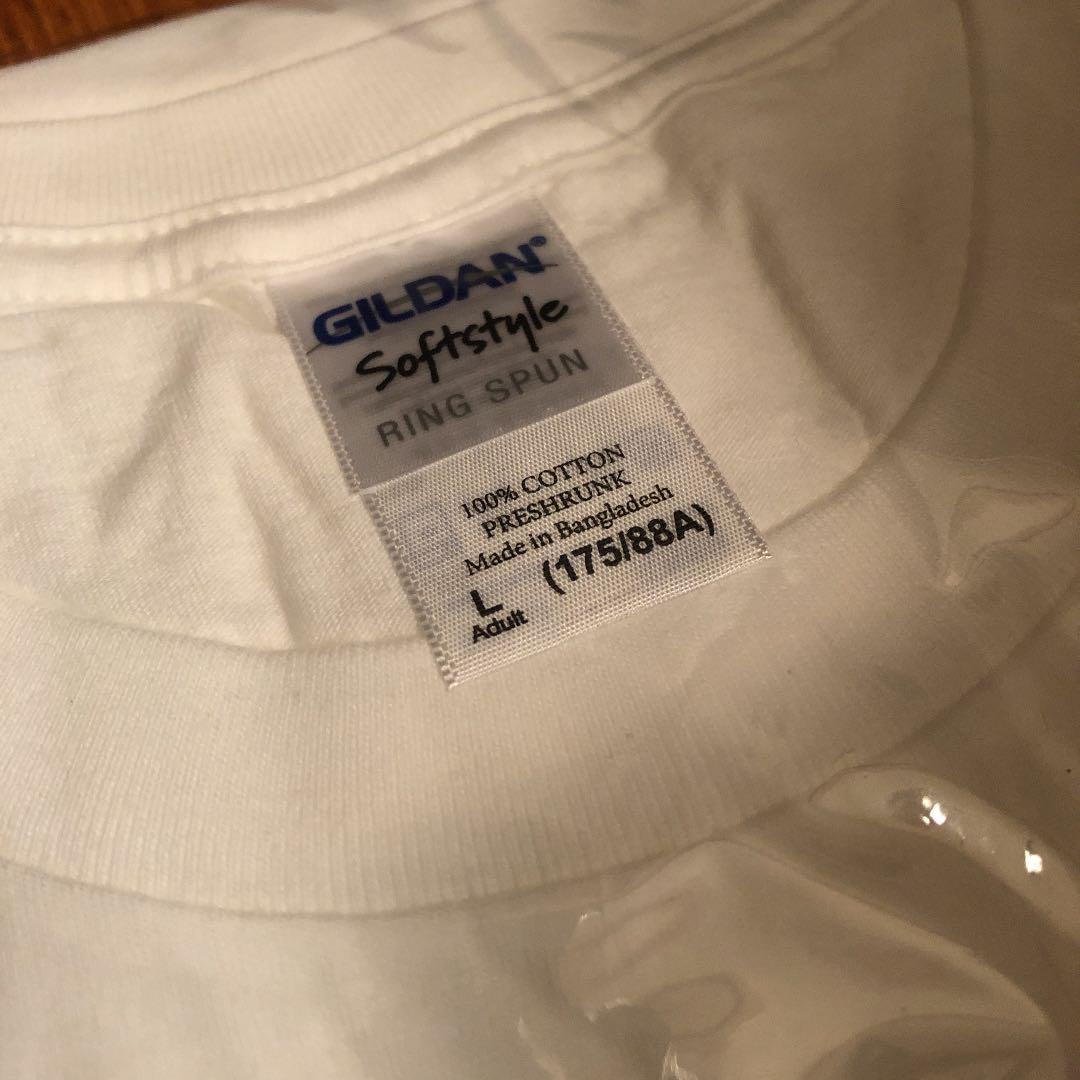 GILDAN®
Softstyle
RING SPUN
100% COTTON
PRESHRUNK
Made in Bangladesh
L (175/88A)
Adult